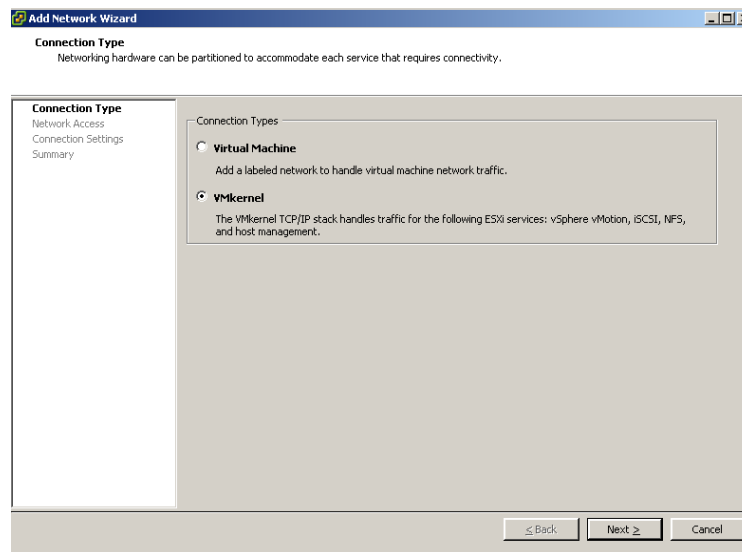 Add Network Wizard
Connection Type
Networking hardware can be partitioned to accommodate each service that requires connectivity.
Connection Type
Network Access
Connection Settings
Summary
Connection Types
Virtual Machine
Add a labeled network to handle virtual machine network traffic.
VMkernel
The VMkernel TCP/IP stack handles traffic for the following ESXi services: vSphere vMotion, iSCSI, NFS,
and host management.
≤ Back
Next ≥
Cancel